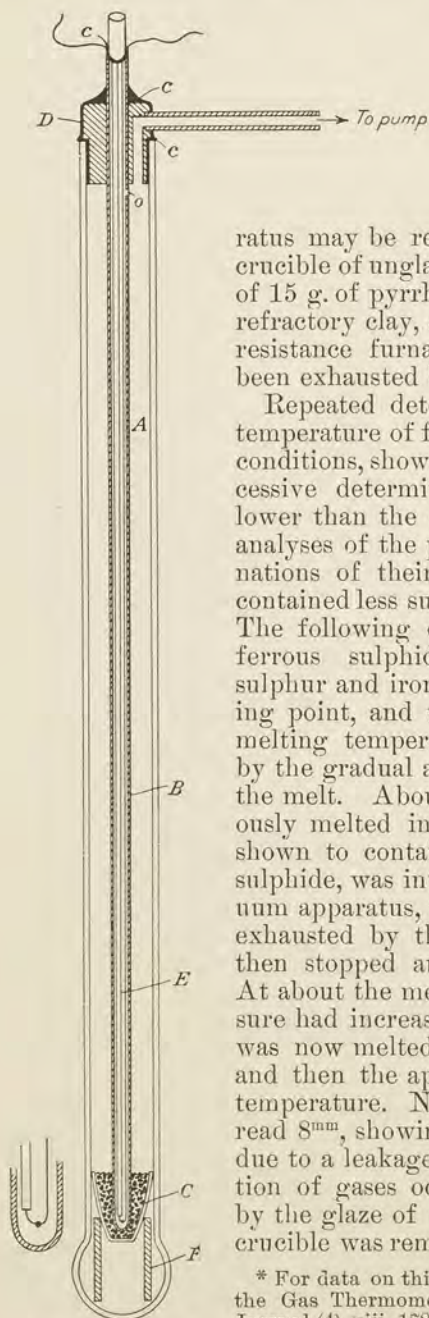 c
c
D
To pump
c
o
A
B
E
C
F
ratus may be re
crucible of ungla
of 15 g. of pyrrh
refractory clay,
resistance furna
been exhausted
Repeated det
temperature of f
conditions, show
cessive determi
lower than the
analyses of the
nations of their
contained less su
The following
ferrous sulphid
sulphur and iron
ing point, and
melting temper
by the gradual a
the melt. Abou
ously melted in
shown to conta
sulphide, was in
uum apparatus,
exhausted by th
then stopped a
At about the me
sure had increas
was now melted
and then the ap
temperature. N
read 8ᵐᵐ, showin
due to a leakage
tion of gases o
by the glaze of
crucible was rem
* For data on thi
the Gas Thermom